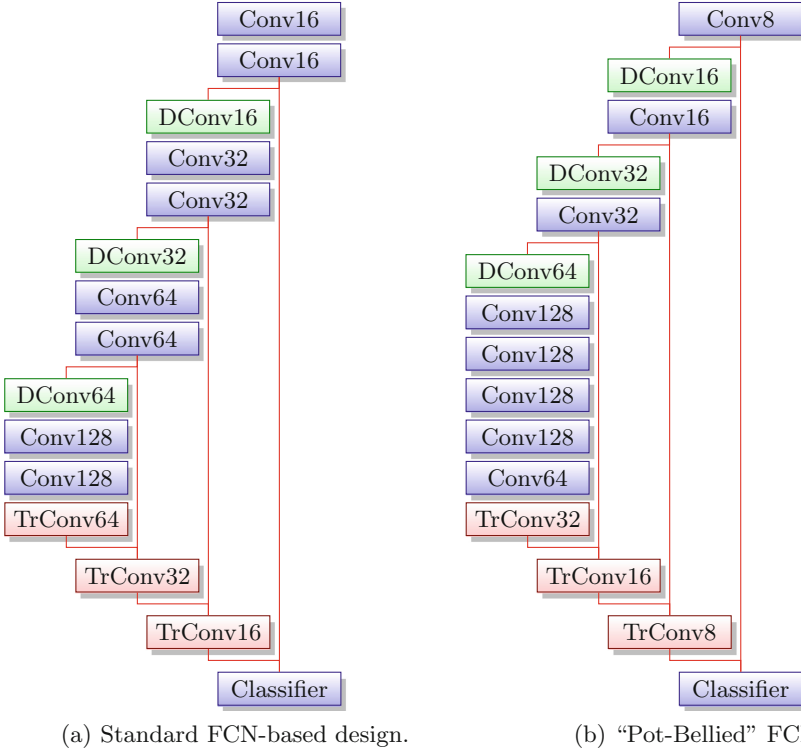 Conv16
Conv16
DConv16
Conv32
Conv32
DConv32
Conv64
Conv64
DConv64
Conv128
Conv128
TrConv64
TrConv32
TrConv16
Classifier
(a) Standard FCN-based design.
Conv8
DConv16
Conv16
DConv32
Conv32
DConv64
Conv128
Conv128
Conv128
Conv128
Conv64
TrConv32
TrConv16
TrConv8
Classifier
(b) “Pot-Bellied” FC